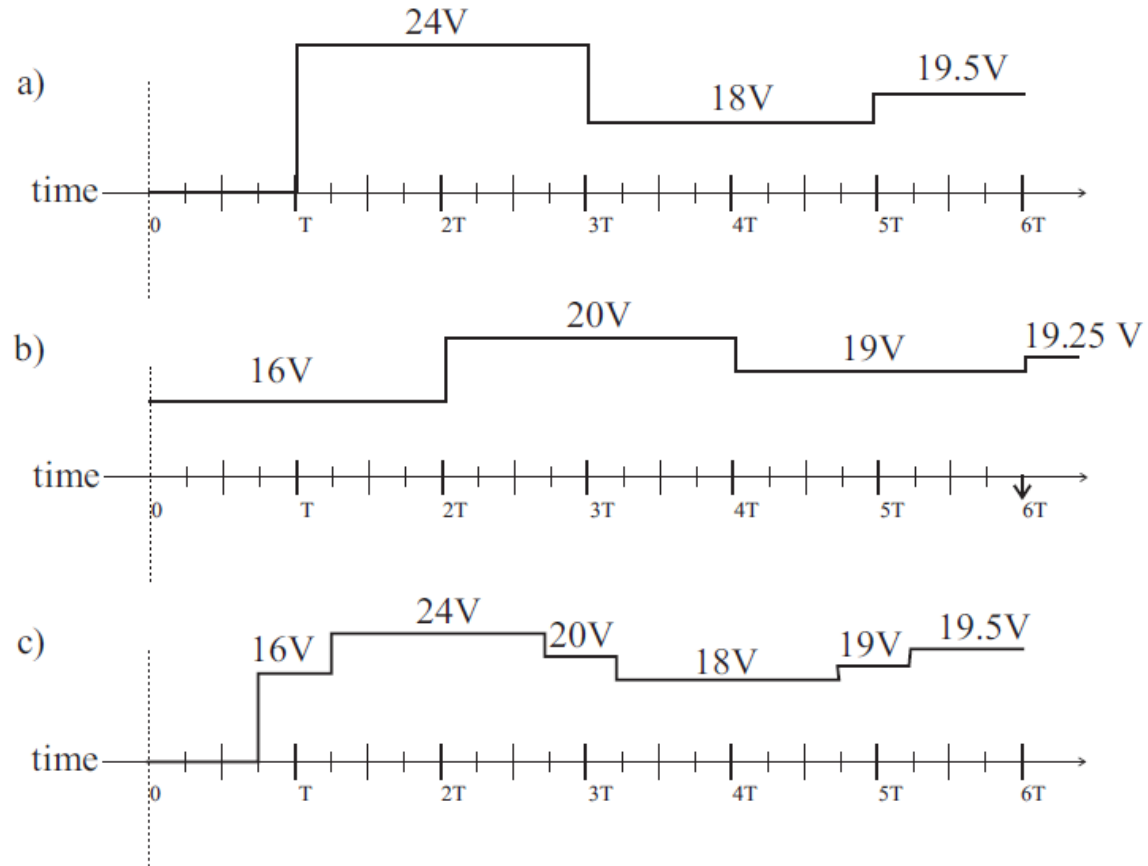 24V
a)
19.5V
18V
time
0 T 2T 3T 4T 5T 6T
20V
19.25 V
b)
19V
16V
time
0 T 2T 3T 4T 5T 6T
24V
c)
19.5V
20V
19V
16V
18V
time
0 T 2T 3T 4T 5T 6T